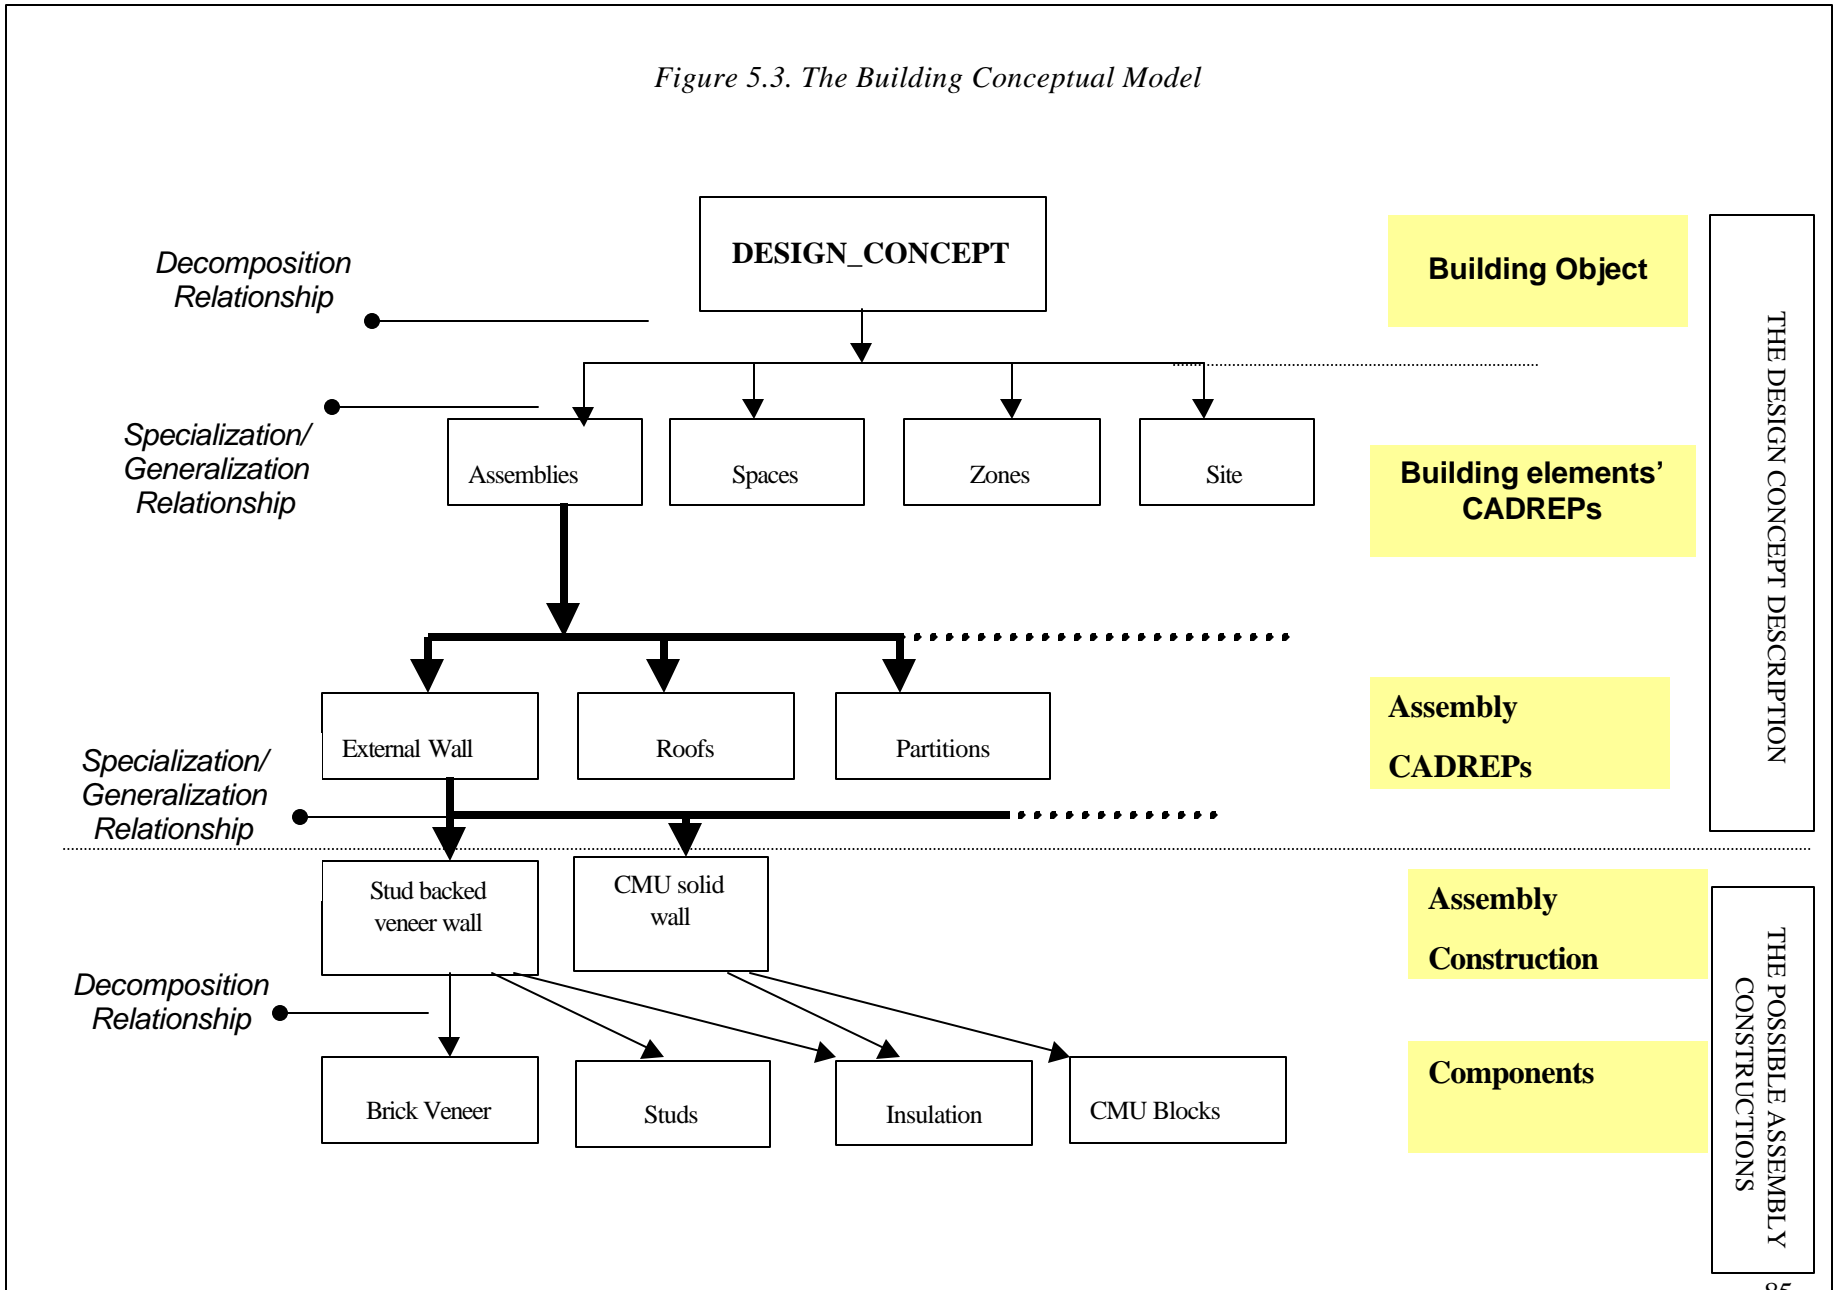 Figure 5.3. The Building Conceptual Model
DESIGN_CONCEPT
Building Object
Decomposition
Relationship
THE DESIGN CONCEPT DESCRIPTION
Specialization/
Generalization
Relationship
Assemblies
Spaces
Zones
Site
Building elements’
CADREPs
External Wall
Roofs
Partitions
Assembly
CADREPs
Specialization/
Generalization
Relationship
Stud backed
veneer wall
CMU solid
wall
Assembly
Construction
THE POSSIBLE ASSEMBLY
CONSTRUCTIONS
Decomposition
Relationship
Brick Veneer
Studs
Insulation
CMU Blocks
Components